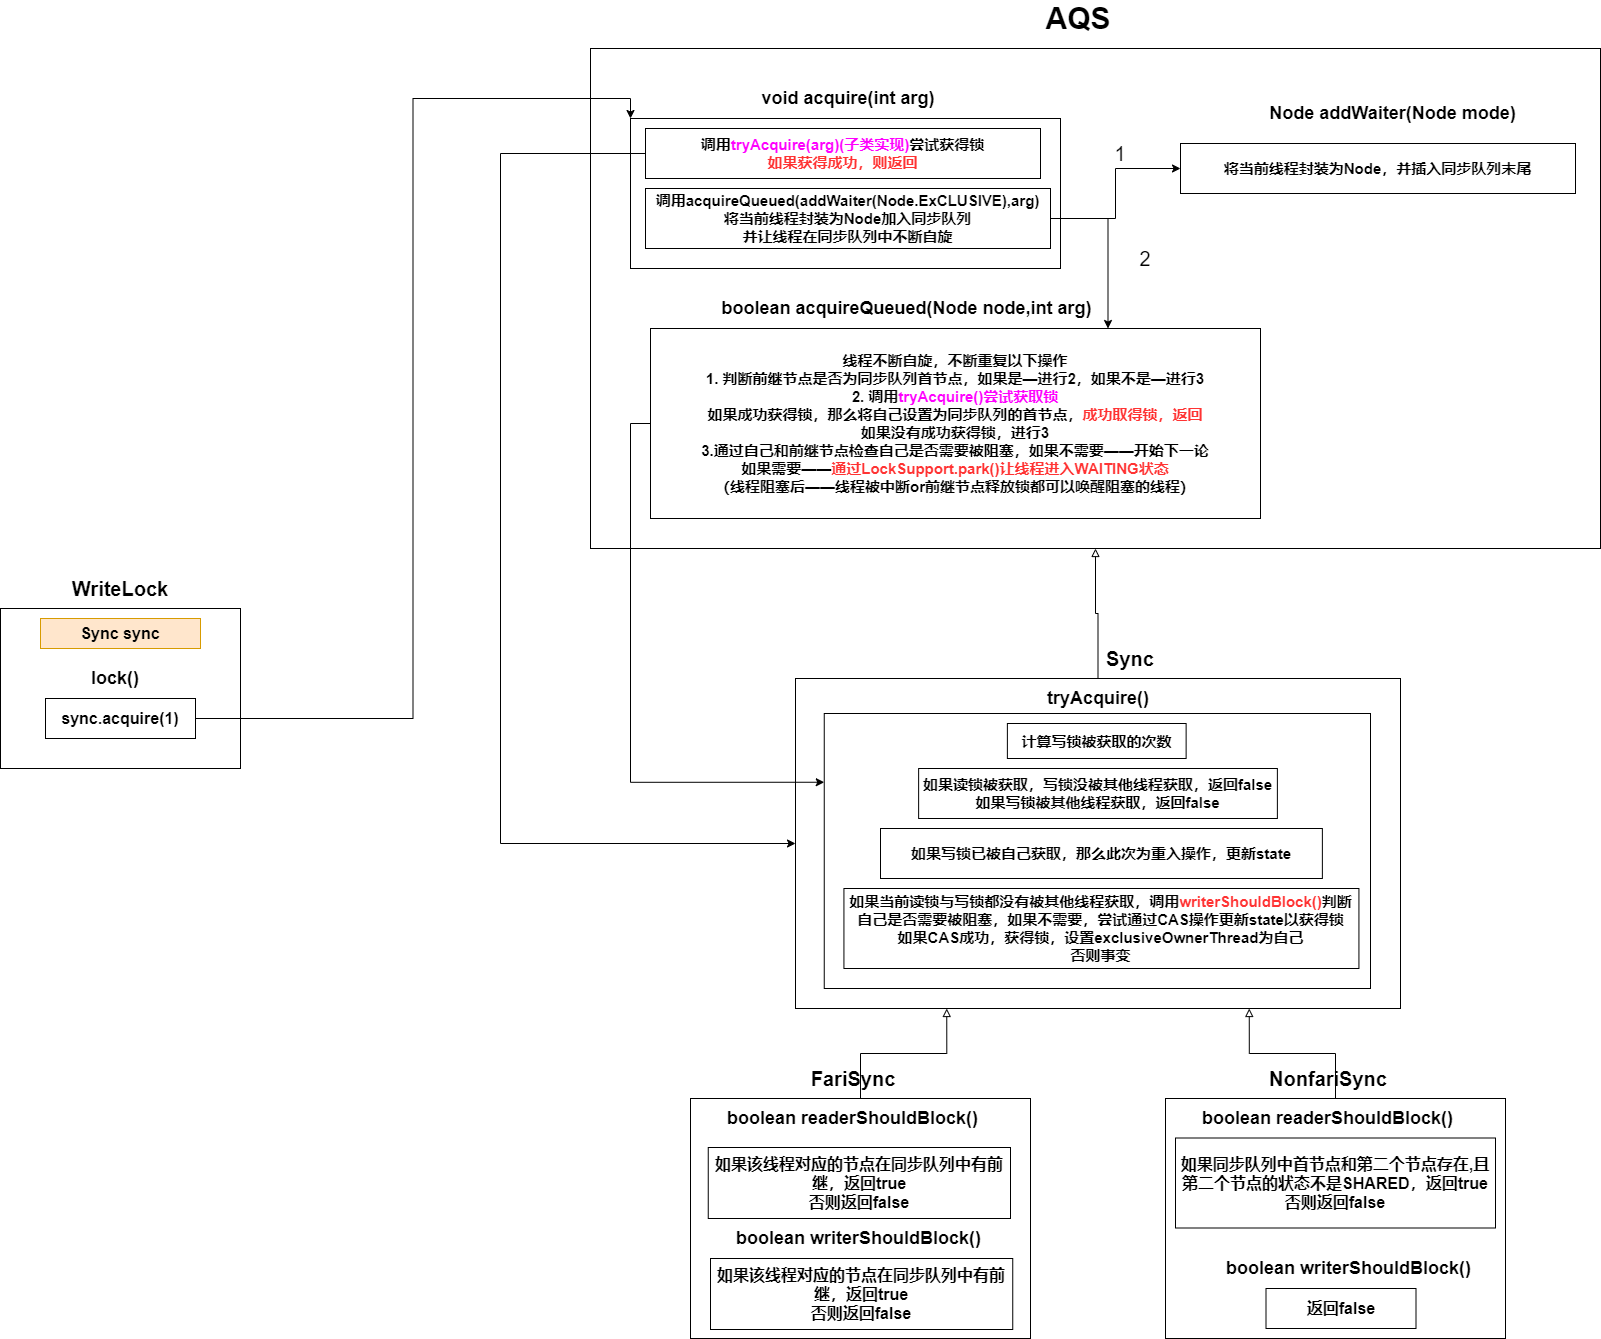 AQS
void acquire(int arg)
调用tryAcquire(arg)(子类实现)尝试获得锁
如果获得成功，则返回
调用acquireQueued(addWaiter(Node.ExCLUSIVE),arg)
将当前线程封装为Node加入同步队列
并让线程在同步队列中不断自旋
1
2
Node addWaiter(Node mode)
将当前线程封装为Node，并插入同步队列末尾
boolean acquireQueued(Node node,int arg)
线程不断自旋，不断重复以下操作
1. 判断前继节点是否为同步队列首节点，如果是—进行2，如果不是—进行3
2. 调用tryAcquire()尝试获取锁
如果成功获得锁，那么将自己设置为同步队列的首节点，成功取得锁，返回
如果没有成功获得锁，进行3
3.通过自己和前继节点检查自己是否需要被阻塞，如果不需要——开始下一论
如果需要——通过LockSupport.park()让线程进入WAITING状态
(线程阻塞后——线程被中断or前继节点释放锁都可以唤醒阻塞的线程)
WriteLock
Sync sync
lock()
sync.acquire(1)
Sync
tryAcquire()
计算写锁被获取的次数
如果读锁被获取，写锁没被其他线程获取，返回false
如果写锁被其他线程获取，返回false
如果写锁已被自己获取，那么此次为重入操作，更新state
如果当前读锁与写锁都没有被其他线程获取，调用writerShouldBlock()判断
自己是否需要被阻塞，如果不需要，尝试通过CAS操作更新state以获得锁
如果CAS成功，获得锁，设置exclusiveOwnerThread为自己
否则事变
FariSync
boolean readerShouldBlock()
如果该线程对应的节点在同步队列中有前
继，返回true
否则返回false
boolean writerShouldBlock()
如果该线程对应的节点在同步队列中有前
继，返回true
否则返回false
NonfariSync
boolean readerShouldBlock()
如果同步队列中首节点和第二个节点存在,且
第二个节点的状态不是SHARED，返回true
否则返回false
boolean writerShouldBlock()
返回false